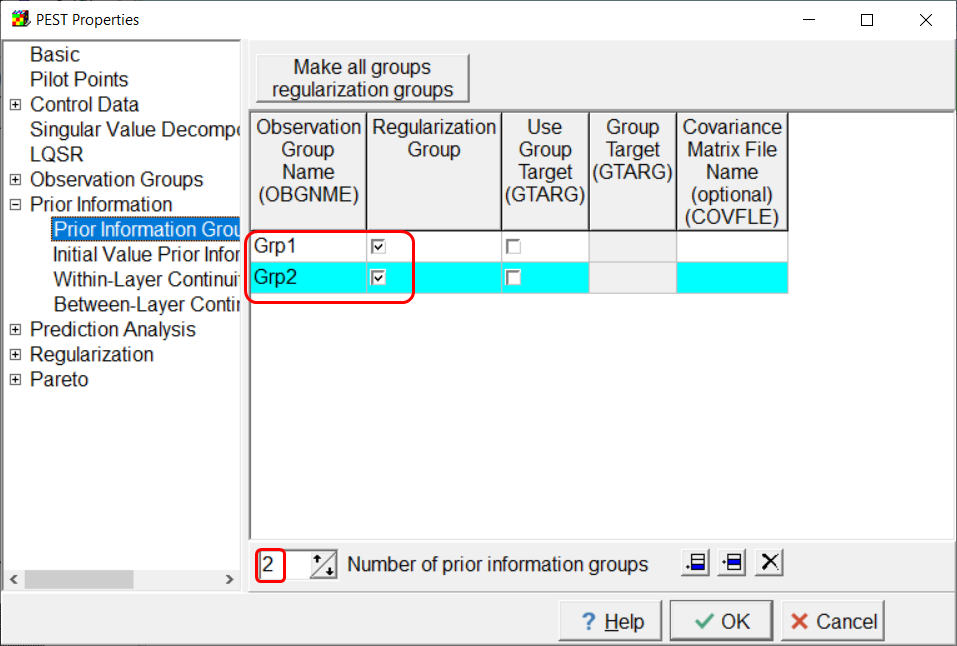 PEST Properties
Basic
Pilot Points
Control Data
Singular Value Decompo
LQSR
Observation Groups
Prior Information
Prior Information Grou
Initial Value Prior Infor
Within-Layer Continui
Between-Layer Contin
Prediction Analysis
Regularization
Pareto
Make all groups
regularization groups
Observation
Group
Name
(OBGNME)
Regularization
Group
Use
Group
Target
(GTARG)
Group
Target
(GTARG)
Covariance
Matrix File
Name
(optional)
(COVFLE)
Grp1
Grp2
2 Number of prior information groups
? Help
OK
Cancel